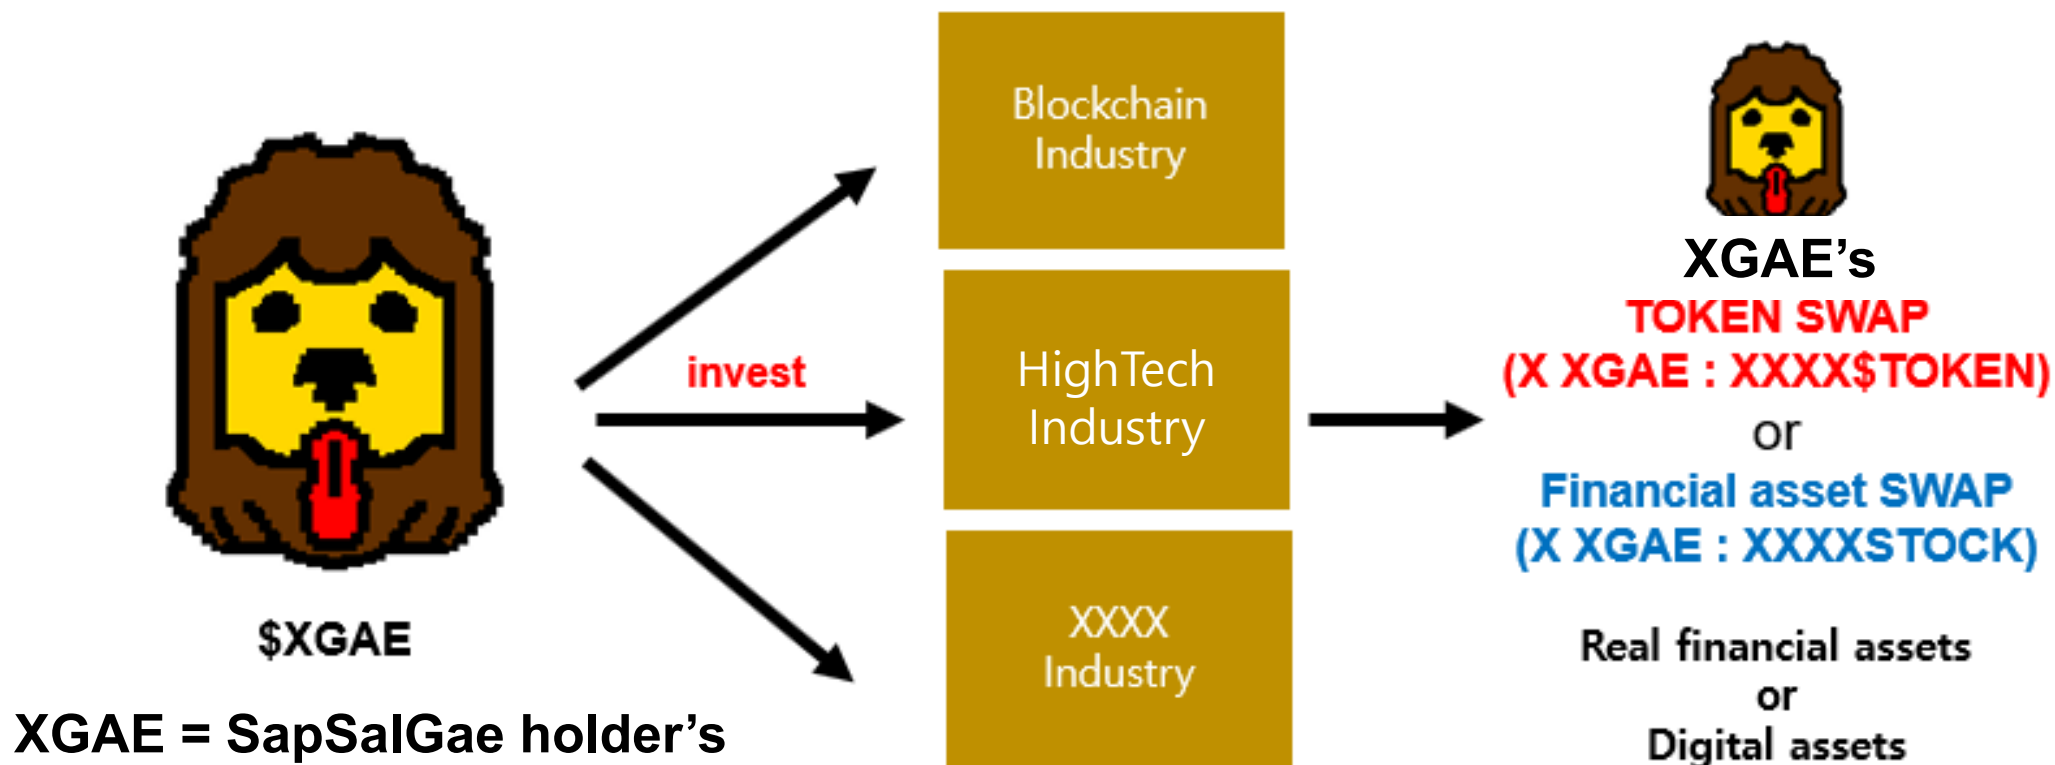 $XGAE
XGAE = SapSalGae holder's
invest
Blockchain
Industry
HighTech
Industry
XXXX
Industry
XGAE’s
TOKEN SWAP
(X XGAE : XXXX$TOKEN)
or
Financial asset SWAP
(X XGAE : XXXXSTOCK)
Real financial assets
or
Digital assets